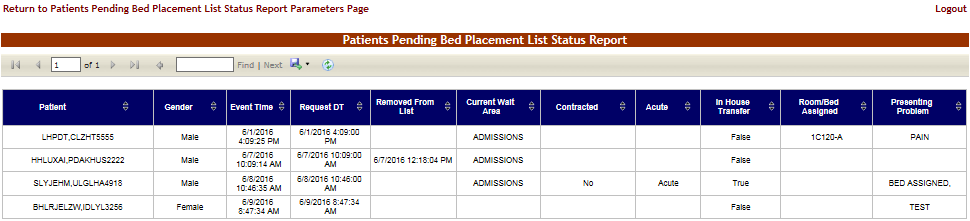 Return to Patients Pending Bed Placement List Status Report Parameters Page Logout
Patients Pending Bed Placement List Status Report
1 of 1 Find | Next
Patient Gender Event Time Request DT Removed From List Current Wait Area Contracted Acute In House Transfer Room/Bed Assigned Presenting Problem
LHPDT,CLZHT5555 Male 6/1/2016 4:09:25 PM 6/1/2016 4:09:00 PM ADMISSIONS False 1C120-A PAIN
HHLUXAI,PDAKHUS2222 Male 6/7/2016 10:09:14 AM 6/7/2016 10:09:00 AM 6/7/2016 12:18:04 PM ADMISSIONS False
SLYJEHM,ULGLHA4918 Male 6/8/2016 10:46:35 AM 6/8/2016 10:46:00 AM ADMISSIONS No Acute True BED ASSIGNED,
BHLRJELZW,IDLYL3256 Female 6/9/2016 8:47:34 AM 6/9/2016 8:47:34 AM False TEST